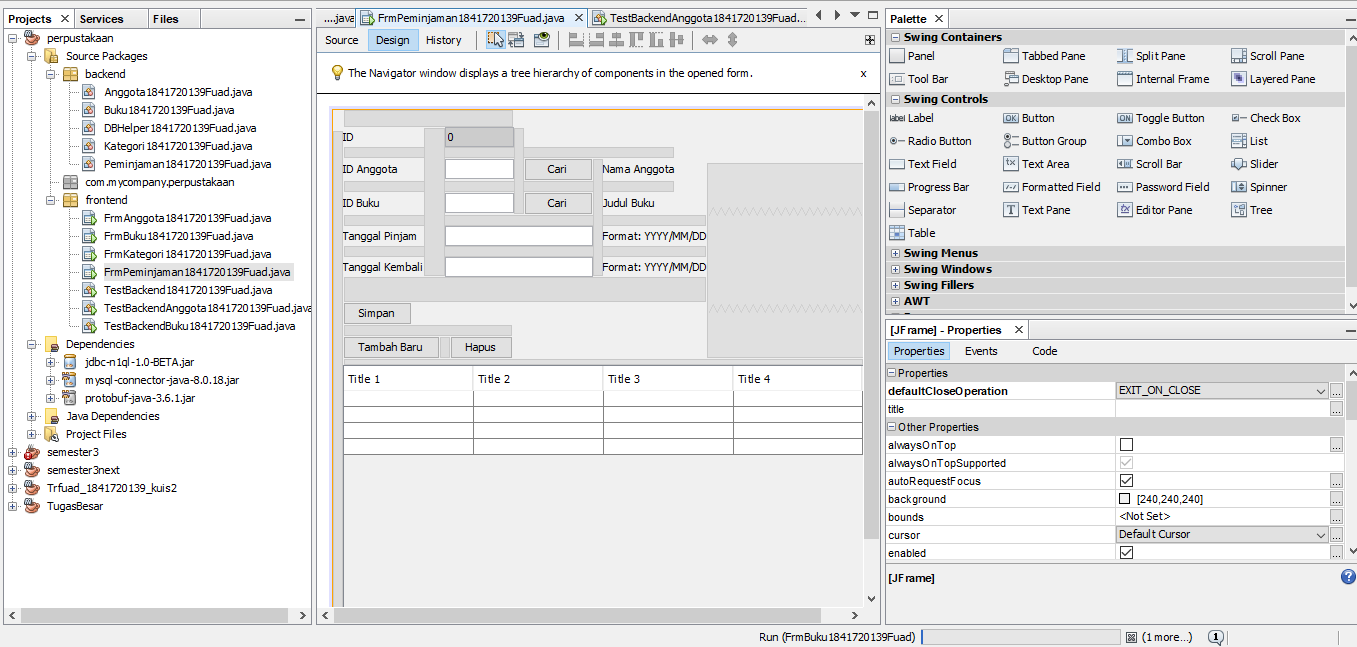 Projects
Services
Files
perpustakaan
Source Packages
backend
Anggota1841720139Fuad.java
Buku1841720139Fuad.java
DBHelper1841720139Fuad.java
Kategori1841720139Fuad.java
Peminjaman1841720139Fuad.java
com.mycompany.perpustakaan
frontend
FrmAnggota1841720139Fuad.java
FrmBuku1841720139Fuad.java
FrmKategori1841720139Fuad.java
FrmPeminjaman1841720139Fuad.java
TestBackend1841720139Fuad.java
TestBackendAnggota1841720139Fuad.java
TestBackendBuku1841720139Fuad.java
Dependencies
jdbc-n1ql-1.0-BETA.jar
mysql-connector-java-8.0.18.jar
protobuf-java-3.6.1.jar
Java Dependencies
Project Files
semester3
semester3next
Trfuad_1841720139_kuis2
TugasBesar
....java
FrmPeminjaman1841720139Fuad.java
TestBackendAnggota1841720139Fuad....
Source
Design
History
The Navigator window displays a tree hierarchy of components in the opened form.
x
ID
0
ID Anggota
Cari
Nama Anggota
ID Buku
Cari
Judul Buku
Tanggal Pinjam
Format: YYYY/MM/DD
Tanggal Kembali
Format: YYYY/MM/DD
Simpan
Tambah Baru
Hapus
Title 1
Title 2
Title 3
Title 4
Palette
Swing Containers
Panel
Tabbed Pane
Split Pane
Scroll Pane
Tool Bar
Desktop Pane
Internal Frame
Layered Pane
Swing Controls
label Label
OK Button
ON Toggle Button
Check Box
Radio Button
Button Group
Combo Box
List
Text Field
Text Area
Scroll Bar
Slider
Progress Bar
Formatted Field
Password Field
Spinner
Separator
Text Pane
Editor Pane
Tree
Table
Swing Menus
Swing Windows
Swing Fillers
AWT
[JFrame] - Properties
Properties
Events
Code
Properties
defaultCloseOperation
EXIT_ON_CLOSE
...
title
...
Other Properties
alwaysOnTop
...
alwaysOnTopSupported
autoRequestFocus
...
background
[240,240,240]
...
bounds
<Not Set>
...
cursor
Default Cursor
...
enabled
...
[JFrame]
?
Run (FrmBuku1841720139Fuad)
(1 more...)
1